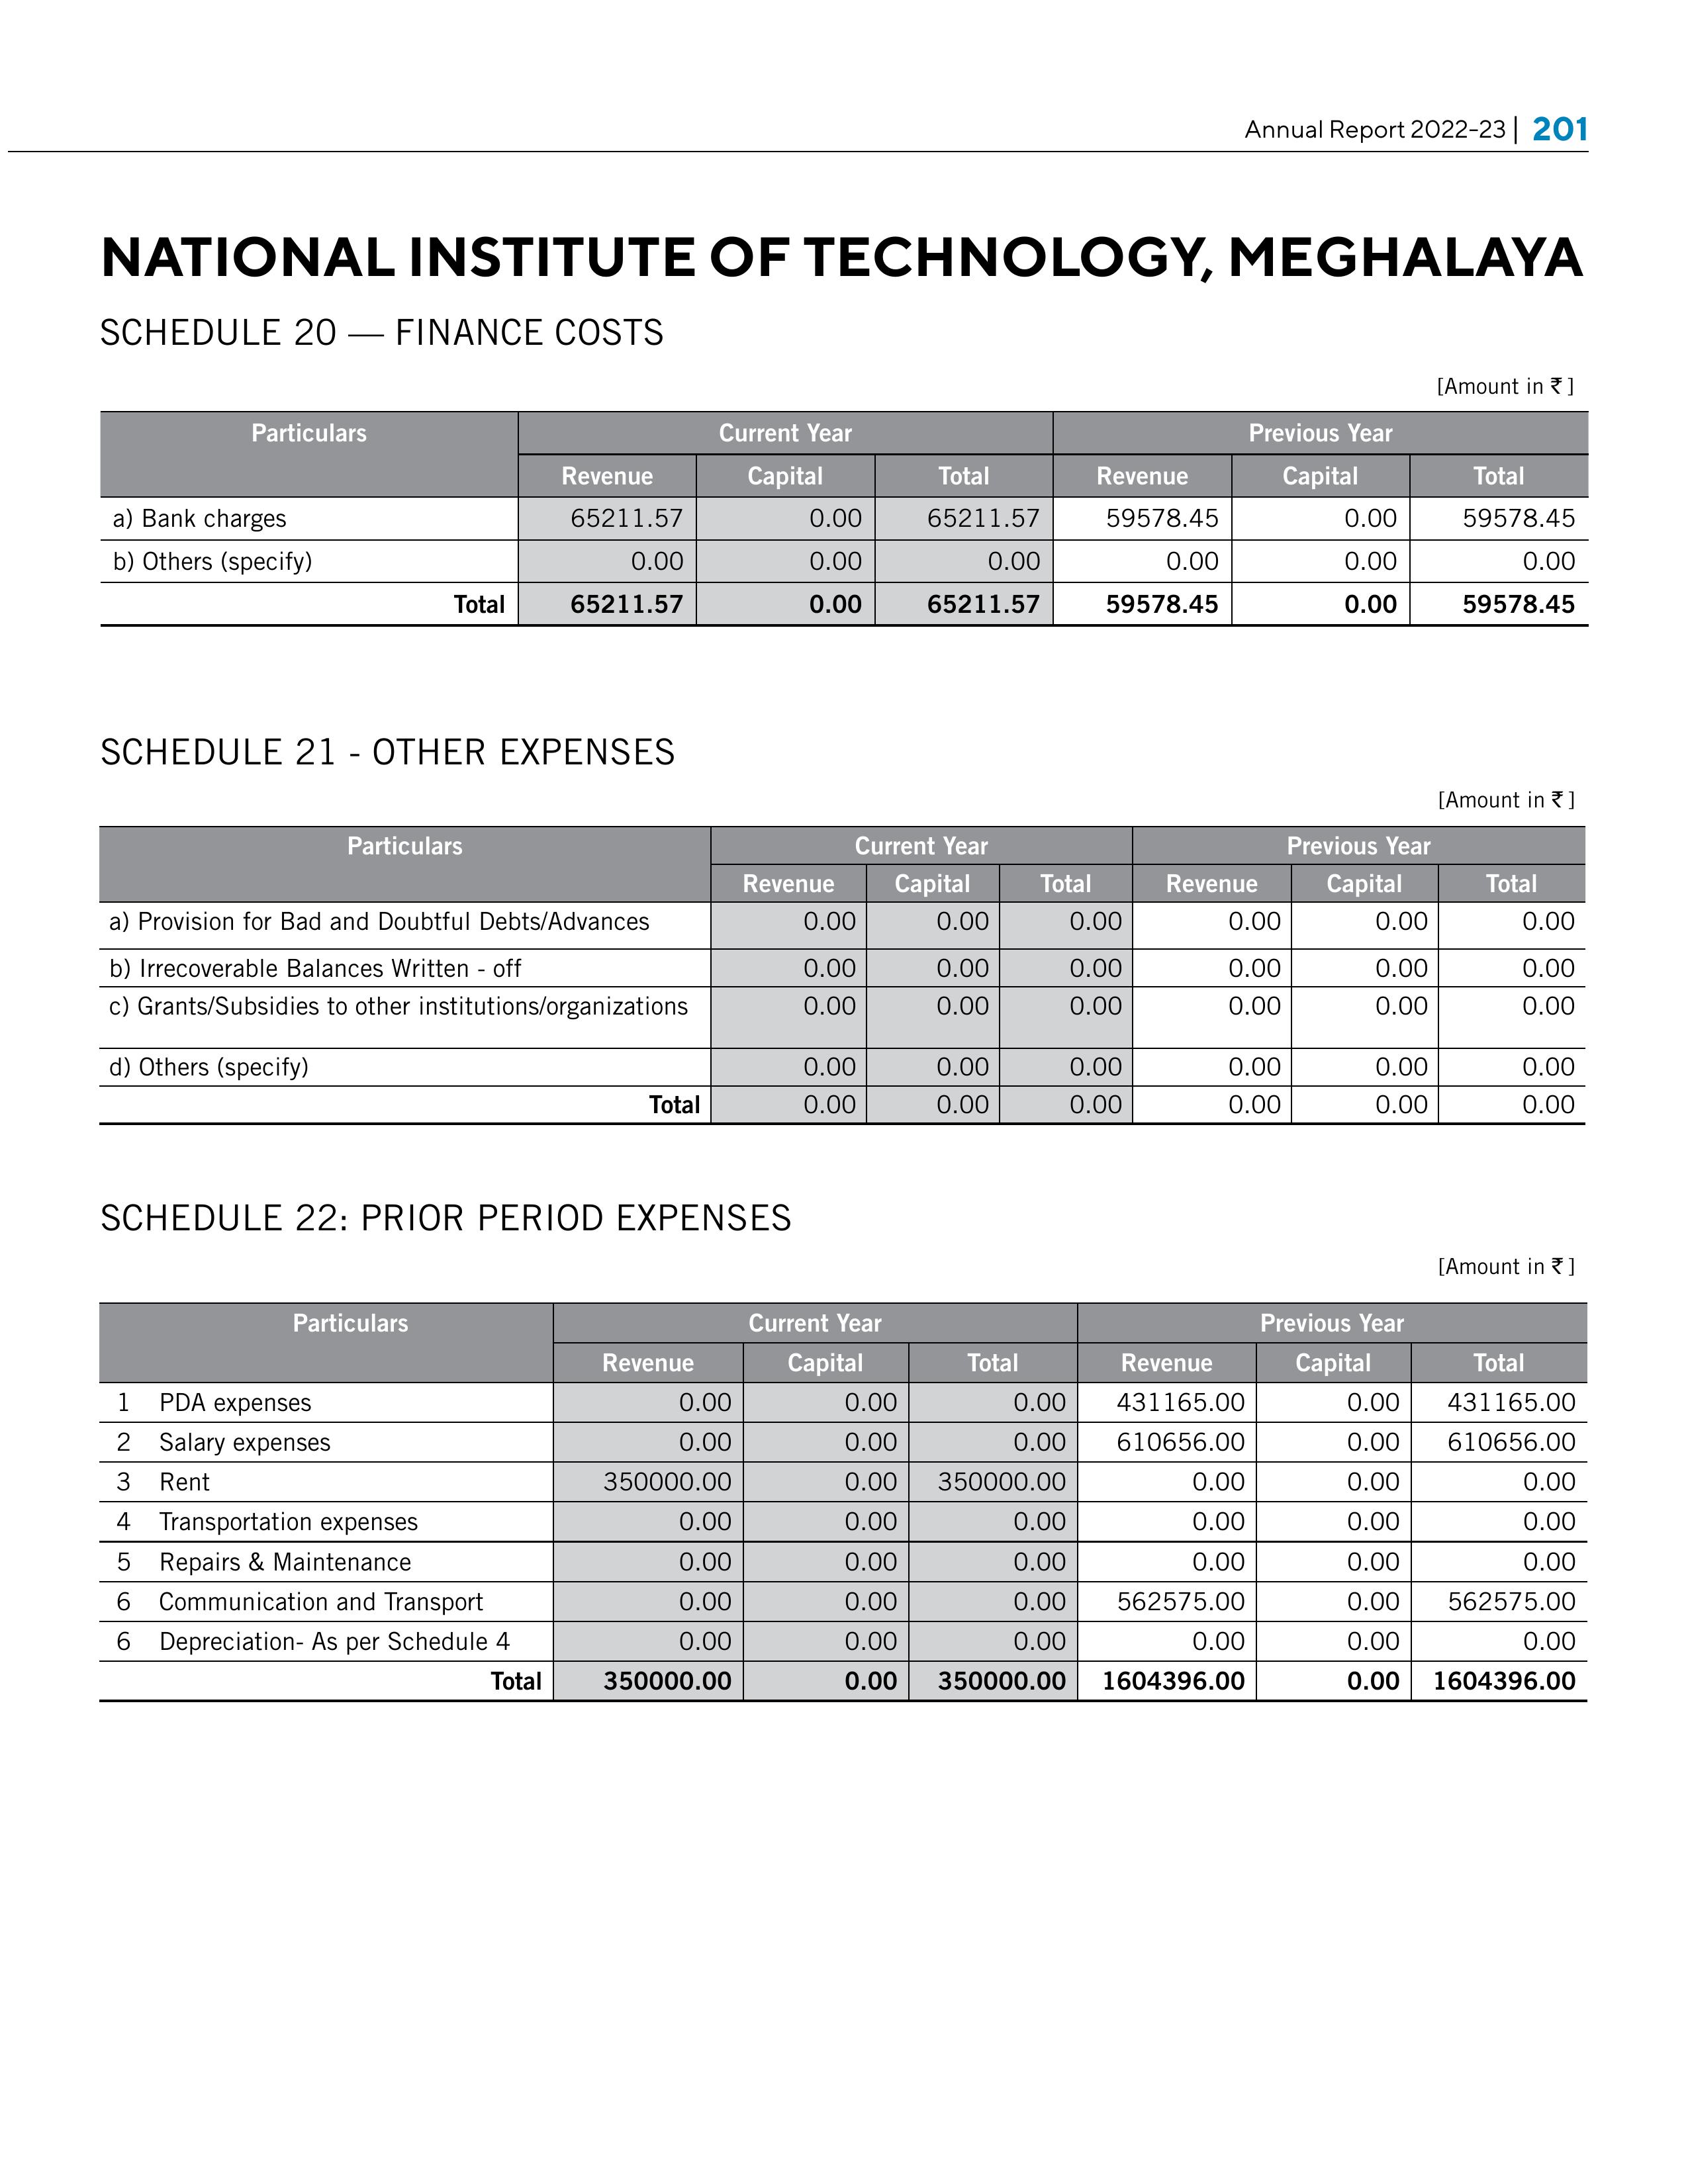 Annual Report 2022-23 | 201
NATIONAL INSTITUTE OF TECHNOLOGY, MEGHALAYA
SCHEDULE 20 — FINANCE COSTS
[Amount in ₹ ]
Particulars Current Year Previous Year
Revenue Capital Total Revenue Capital Total
a) Bank charges 65211.57 0.00 65211.57 59578.45 0.00 59578.45
b) Others (specify) 0.00 0.00 0.00 0.00 0.00 0.00
Total 65211.57 0.00 65211.57 59578.45 0.00 59578.45
SCHEDULE 21 - OTHER EXPENSES
[Amount in ₹ ]
Particulars Current Year Previous Year
Revenue Capital Total Revenue Capital Total
a) Provision for Bad and Doubtful Debts/Advances 0.00 0.00 0.00 0.00 0.00 0.00
b) Irrecoverable Balances Written - off 0.00 0.00 0.00 0.00 0.00 0.00
c) Grants/Subsidies to other institutions/organizations 0.00 0.00 0.00 0.00 0.00 0.00
d) Others (specify) 0.00 0.00 0.00 0.00 0.00 0.00
Total 0.00 0.00 0.00 0.00 0.00 0.00
SCHEDULE 22: PRIOR PERIOD EXPENSES
[Amount in ₹ ]
Particulars Current Year Previous Year
Revenue Capital Total Revenue Capital Total
1 PDA expenses 0.00 0.00 0.00 431165.00 0.00 431165.00
2 Salary expenses 0.00 0.00 0.00 610656.00 0.00 610656.00
3 Rent 350000.00 0.00 350000.00 0.00 0.00 0.00
4 Transportation expenses 0.00 0.00 0.00 0.00 0.00 0.00
5 Repairs & Maintenance 0.00 0.00 0.00 0.00 0.00 0.00
6 Communication and Transport 0.00 0.00 0.00 562575.00 0.00 562575.00
6 Depreciation- As per Schedule 4 0.00 0.00 0.00 0.00 0.00 0.00
Total 350000.00 0.00 350000.00 1604396.00 0.00 1604396.00